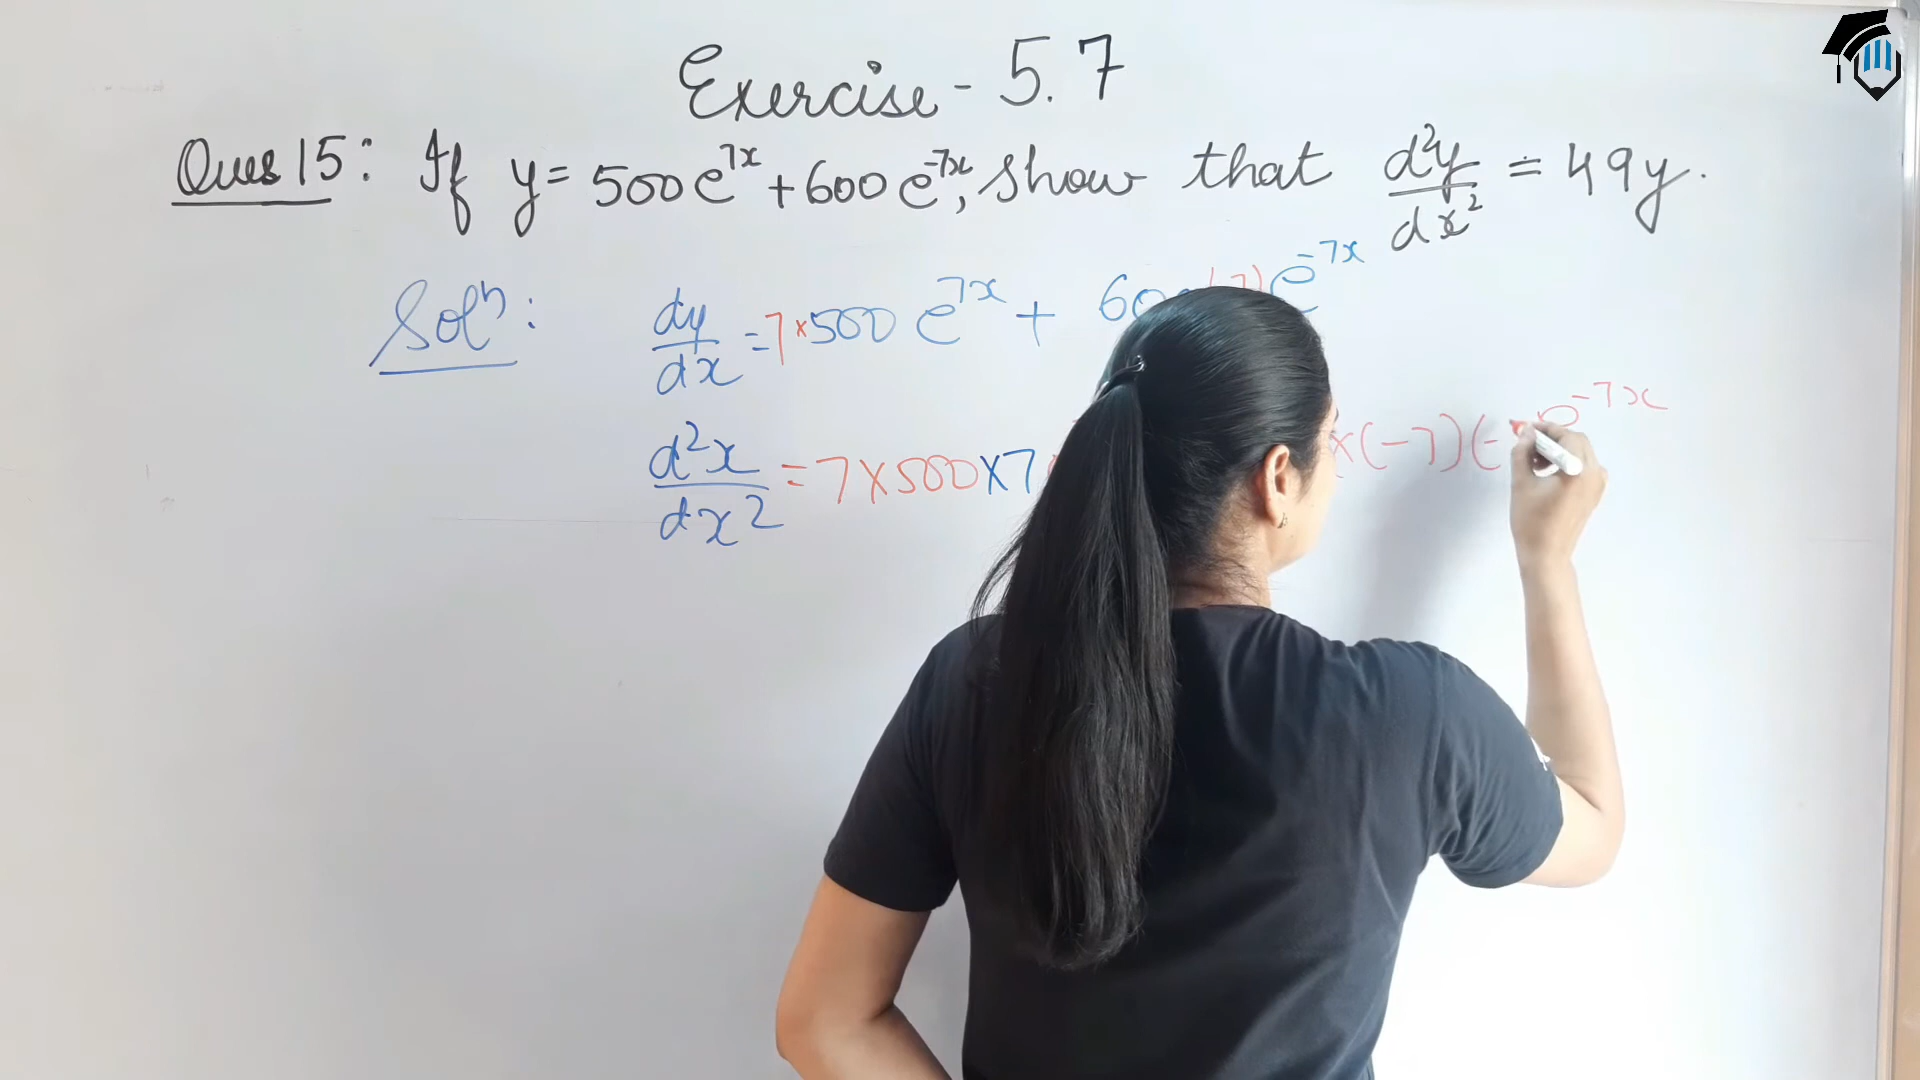 Exercise - 5.7
Ques 15: If y = 500e^7x + 600e^-7x, show that d²y/dx² = 49y.
Solⁿ: dy/dx = 7×500 e^7x + 60 e^-7x
d²x/dx² = 7×500×7 ×(-7)(- e^-7x